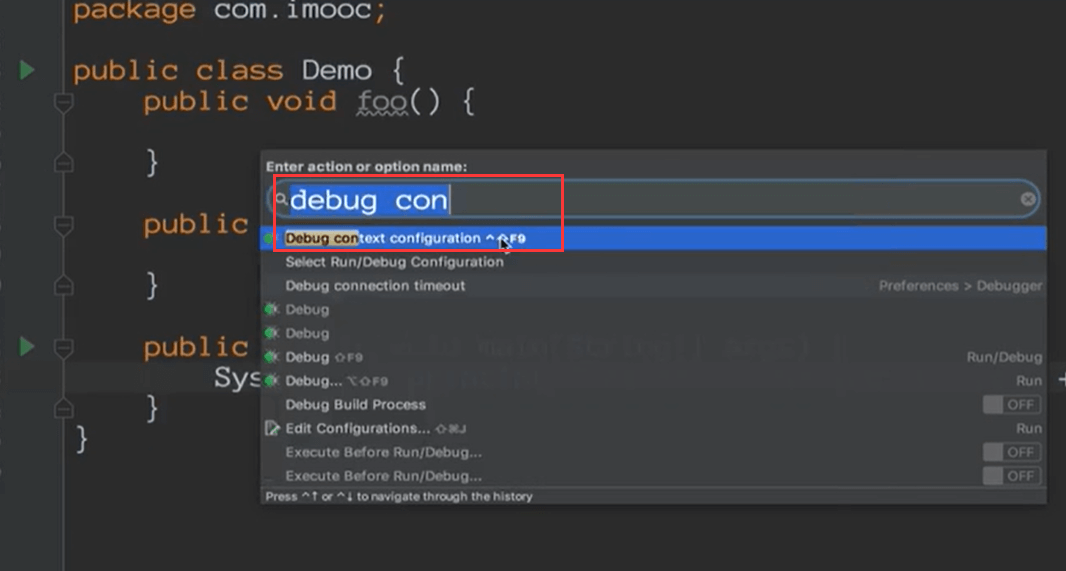 package com.imooc;
public class Demo {
public void foo() {
}
Enter action or option name:
debug con
public
Debug context configuration ^⇧F9
Select Run/Debug Configuration
}
Debug connection timeout Preferences > Debugger
Debug
Debug
public
Debug ⇧F9 Run/Debug
Sys
Debug... ⌥⇧F9 Run
}
Debug Build Process OFF
Edit Configurations... ⇧⌘J Run
}
Execute Before Run/Debug... OFF
Execute Before Run/Debug... OFF
Press ^↑ or ^↓ to navigate through the history